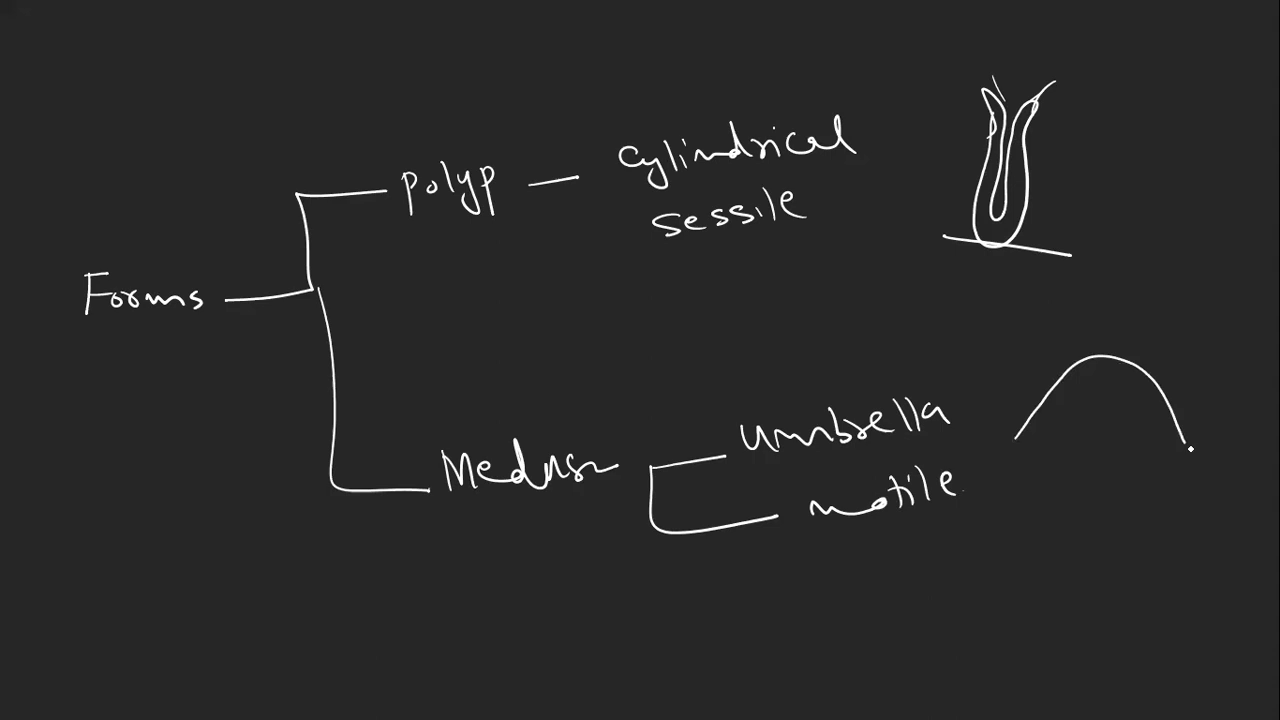 Forms
polyp — cylindrical
sessile
Medusa
umbrella
motile